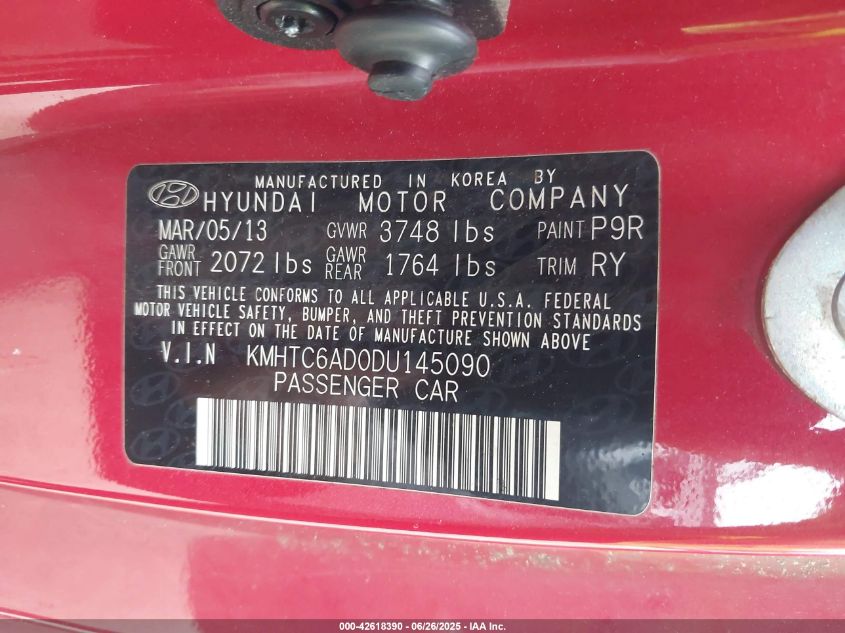 MANUFACTURED IN KOREA BY
HYUNDAI MOTOR COMPANY
MAR/05/13 GVWR 3748 lbs PAINT P9R
GAWR FRONT 2072 lbs GAWR REAR 1764 lbs TRIM RY
THIS VEHICLE CONFORMS TO ALL APPLICABLE U.S.A. FEDERAL
MOTOR VEHICLE SAFETY, BUMPER, AND THEFT PREVENTION STANDARDS
IN EFFECT ON THE DATE OF MANUFACTURE SHOWN ABOVE
V.I.N KMHTC6AD0DU145090
PASSENGER CAR
000-42618390 - 06/26/2025 - IAA Inc.